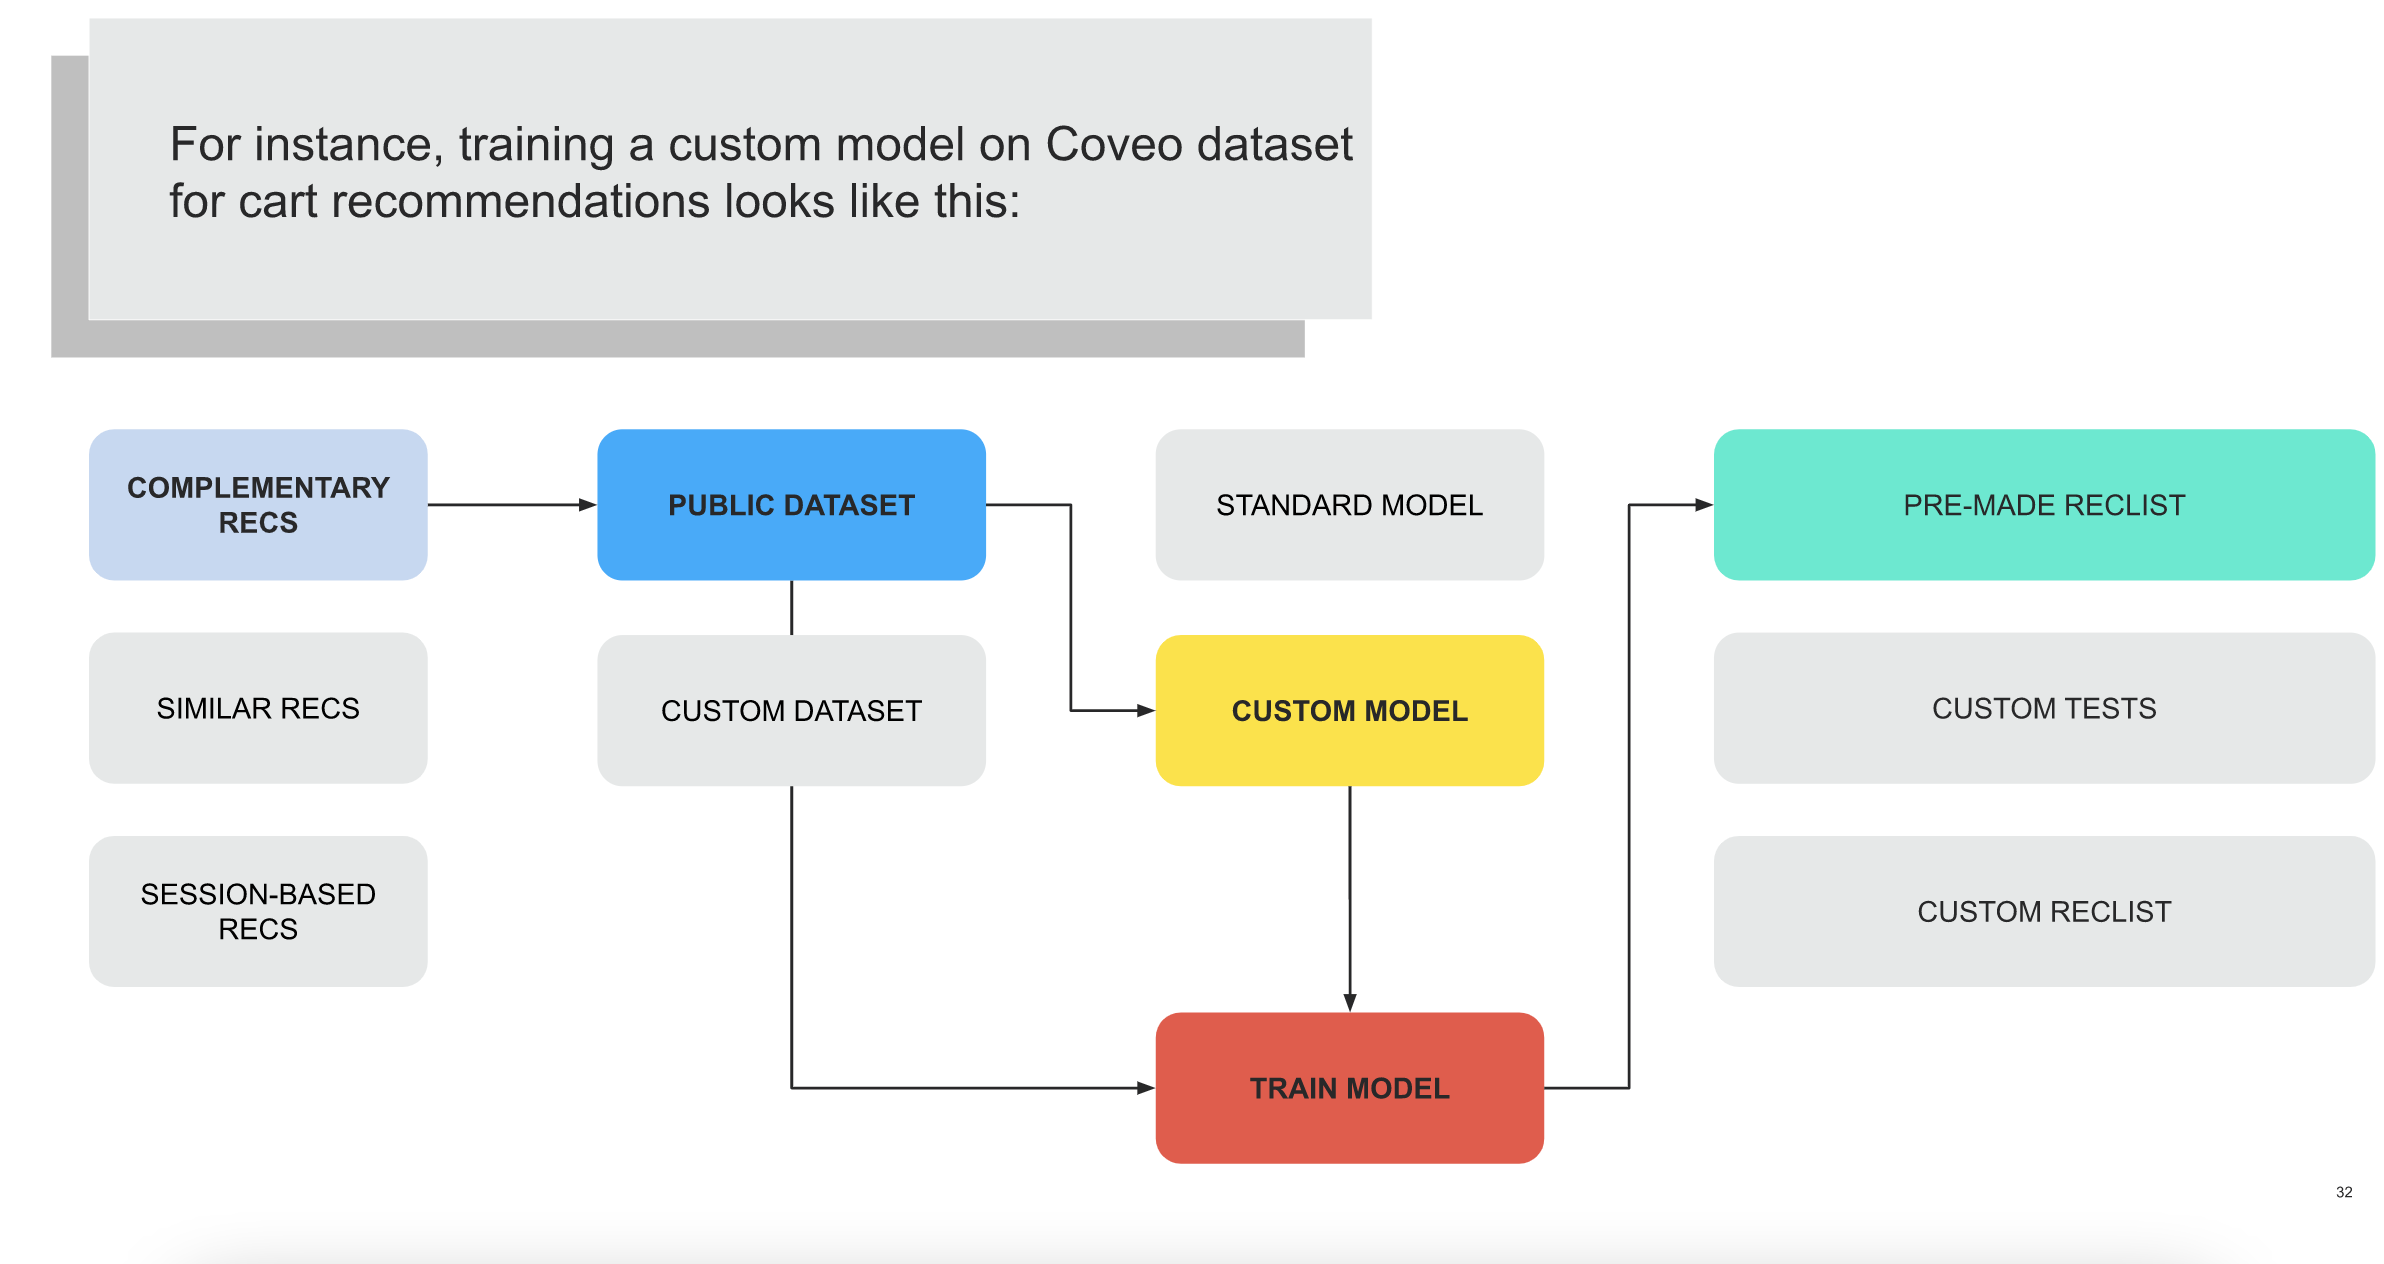 For instance, training a custom model on Coveo dataset
for cart recommendations looks like this:
COMPLEMENTARY
RECS
PUBLIC DATASET
STANDARD MODEL
PRE-MADE RECLIST
SIMILAR RECS
CUSTOM DATASET
CUSTOM MODEL
CUSTOM TESTS
SESSION-BASED
RECS
CUSTOM RECLIST
TRAIN MODEL
32